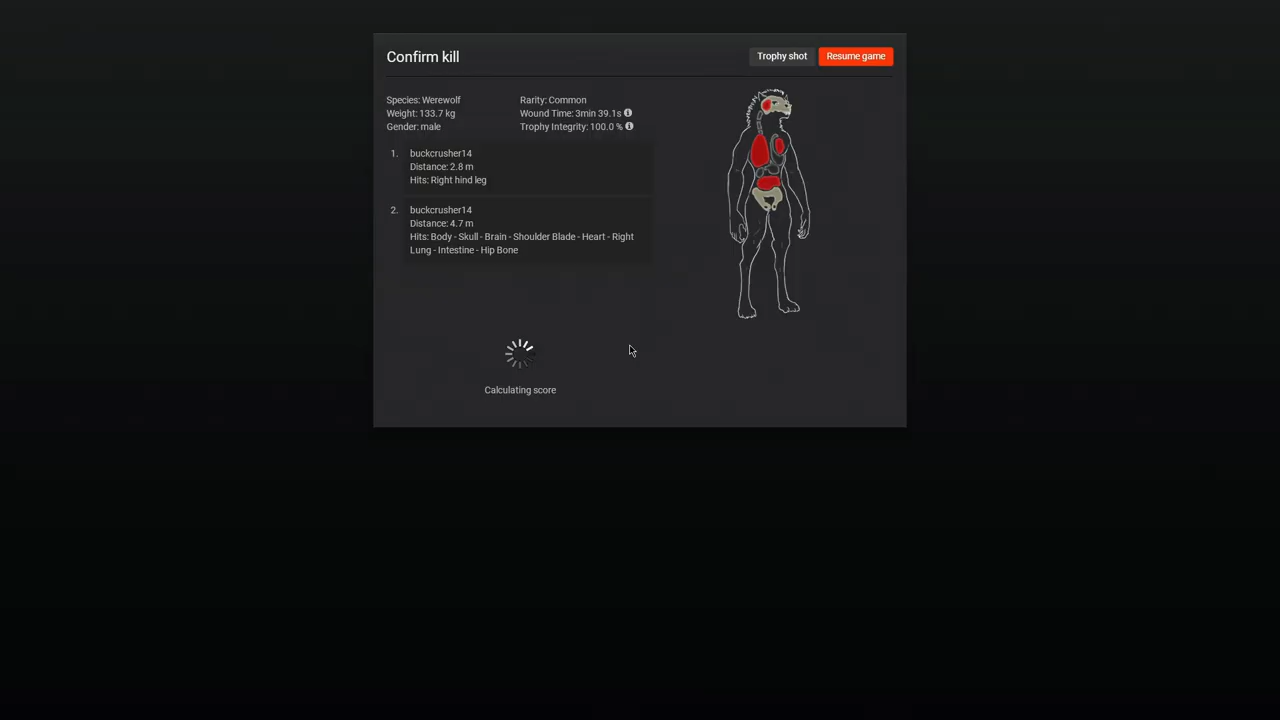 Confirm kill
Trophy shot
Resume game
Species: Werewolf
Rarity: Common
Weight: 133.7 kg
Wound Time: 3min 39.1s
Gender: male
Trophy Integrity: 100.0 %
1. buckcrusher14
Distance: 2.8 m
Hits: Right hind leg
2. buckcrusher14
Distance: 4.7 m
Hits: Body - Skull - Brain - Shoulder Blade - Heart - Right
Lung - Intestine - Hip Bone
Calculating score